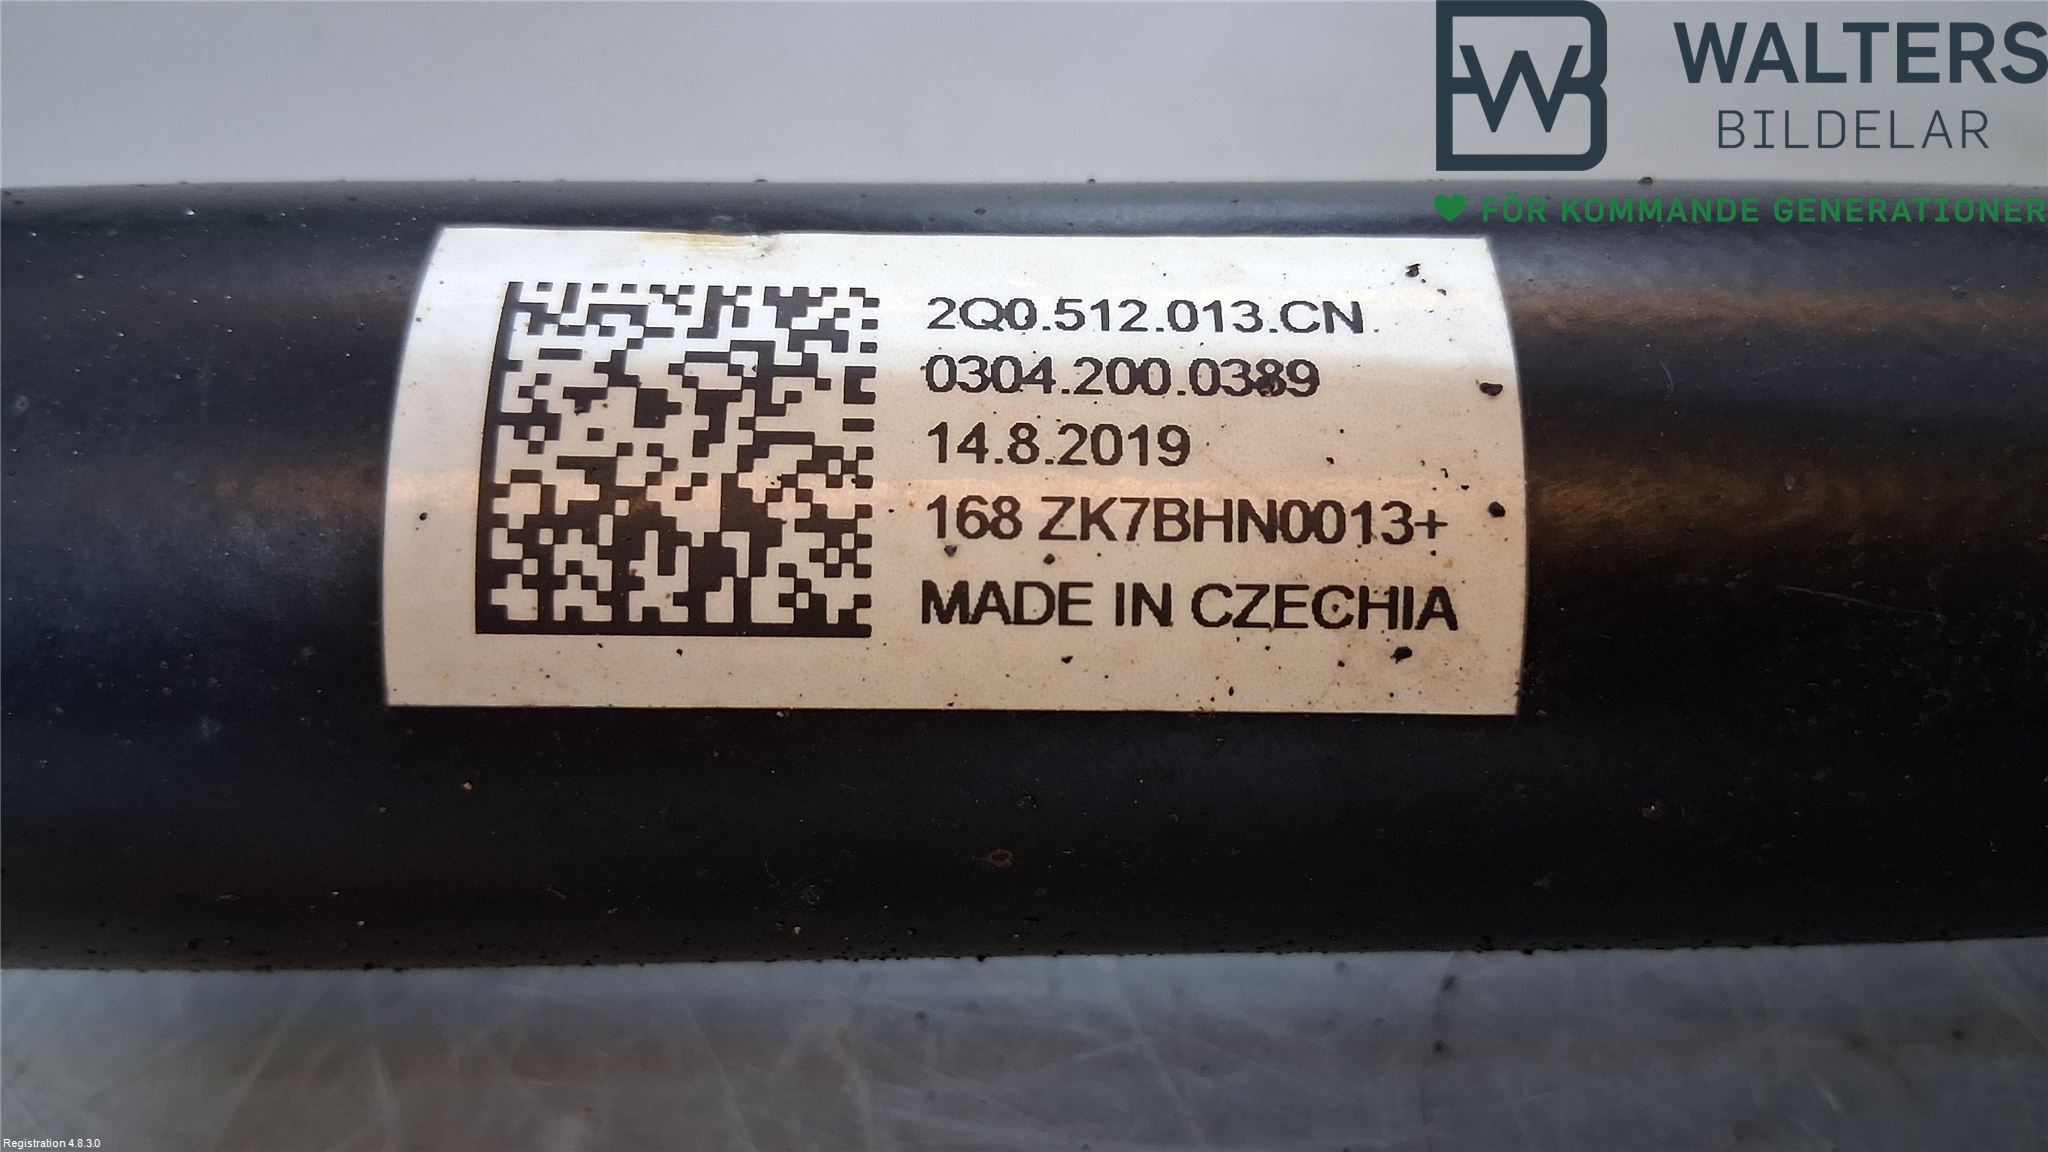 WALTERS
BILDELAR
FÖR KOMMANDE GENERATIONER
2Q0.512.013.CN
0304.200.0389
14.8.2019
168 ZK7BHN0013+
MADE IN CZECHIA
Registration 4.8.3.0